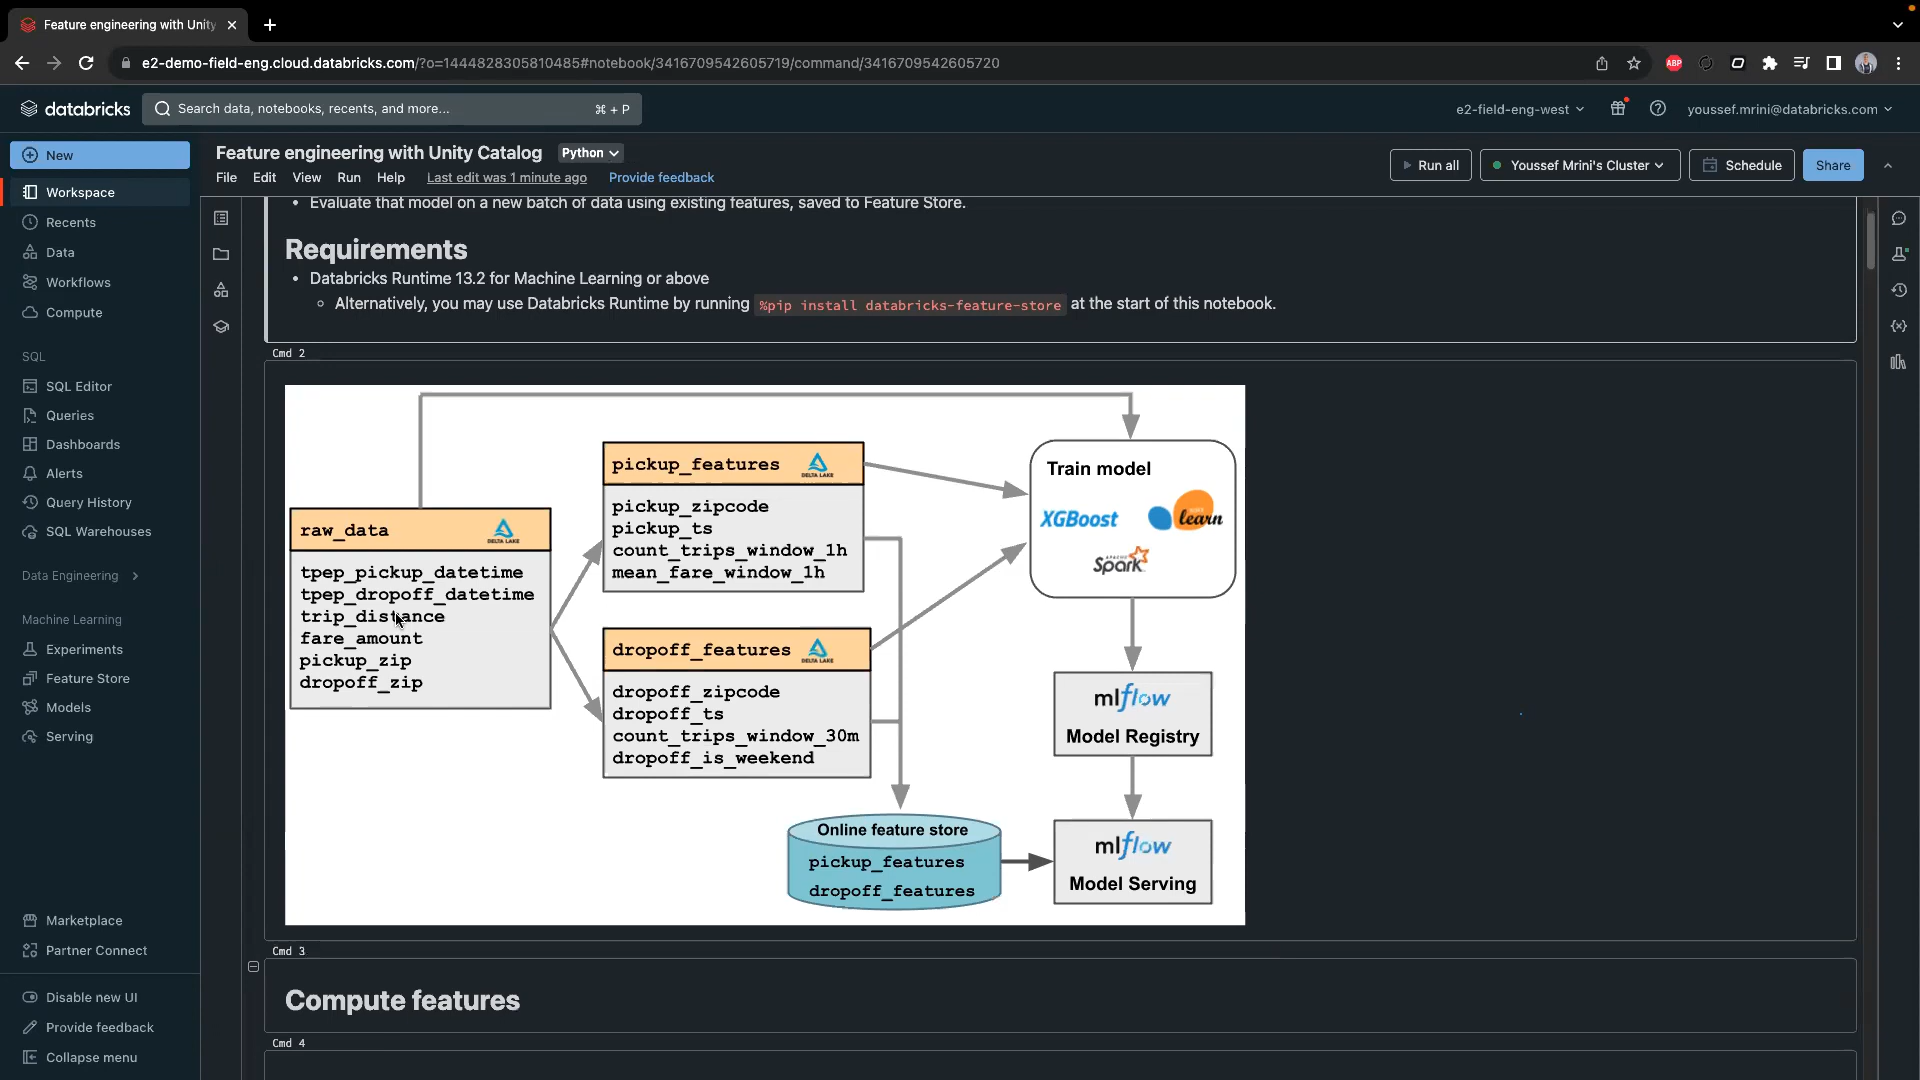 Feature engineering with Unity
e2-demo-field-eng.cloud.databricks.com/?o=1444828305810485#notebook/3416709542605719/command/3416709542605720
ABP
databricks
Search data, notebooks, recents, and more...
⌘ + P
e2-field-eng-west
youssef.mrini@databricks.com
New
Workspace
Recents
Data
Workflows
Compute
SQL
SQL Editor
Queries
Dashboards
Alerts
Query History
SQL Warehouses
Data Engineering
Machine Learning
Experiments
Feature Store
Models
Serving
Marketplace
Partner Connect
Disable new UI
Provide feedback
Collapse menu
Feature engineering with Unity Catalog
Python
File Edit View Run Help Last edit was 1 minute ago Provide feedback
Run all
Youssef Mrini's Cluster
Schedule
Share
• Evaluate that model on a new batch of data using existing features, saved to Feature Store.
Requirements
• Databricks Runtime 13.2 for Machine Learning or above
Alternatively, you may use Databricks Runtime by running %pip install databricks-feature-store at the start of this notebook.
Cmd 2
raw_data
DELTA LAKE
tpep_pickup_datetime
tpep_dropoff_datetime
trip_distance
fare_amount
pickup_zip
dropoff_zip
pickup_features
DELTA LAKE
pickup_zipcode
pickup_ts
count_trips_window_1h
mean_fare_window_1h
dropoff_features
DELTA LAKE
dropoff_zipcode
dropoff_ts
count_trips_window_30m
dropoff_is_weekend
Online feature store
pickup_features
dropoff_features
Train model
XGBoost
learn
APACHE
Spark
mlflow
Model Registry
mlflow
Model Serving
Cmd 3
Compute features
Cmd 4